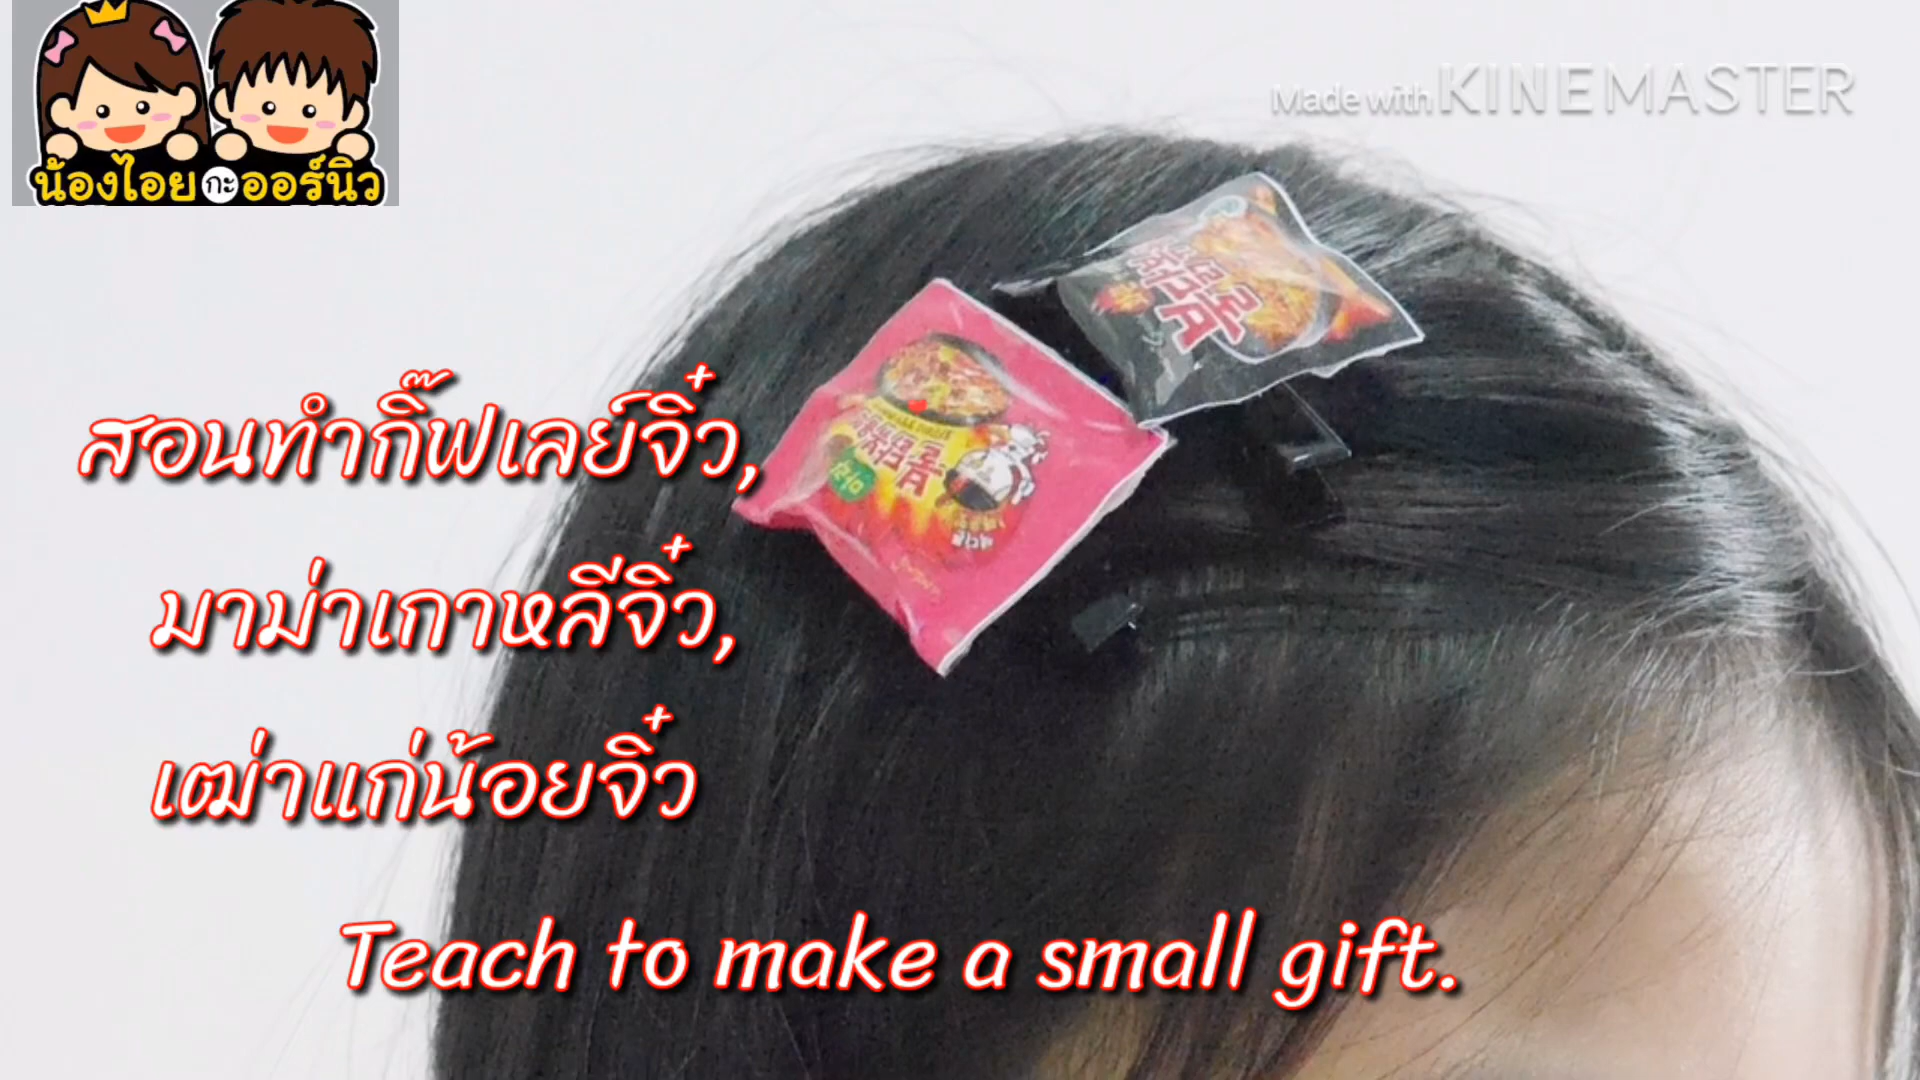 น้องไอยกะออร์นิว
Made with KINEMASTER
สอนทำกิ๊ฟเลย์จิ๋ว,
มาม่าเกาหลีจิ๋ว,
เฒ่าแก่น้อยจิ๋ว
Teach to make a small gift.